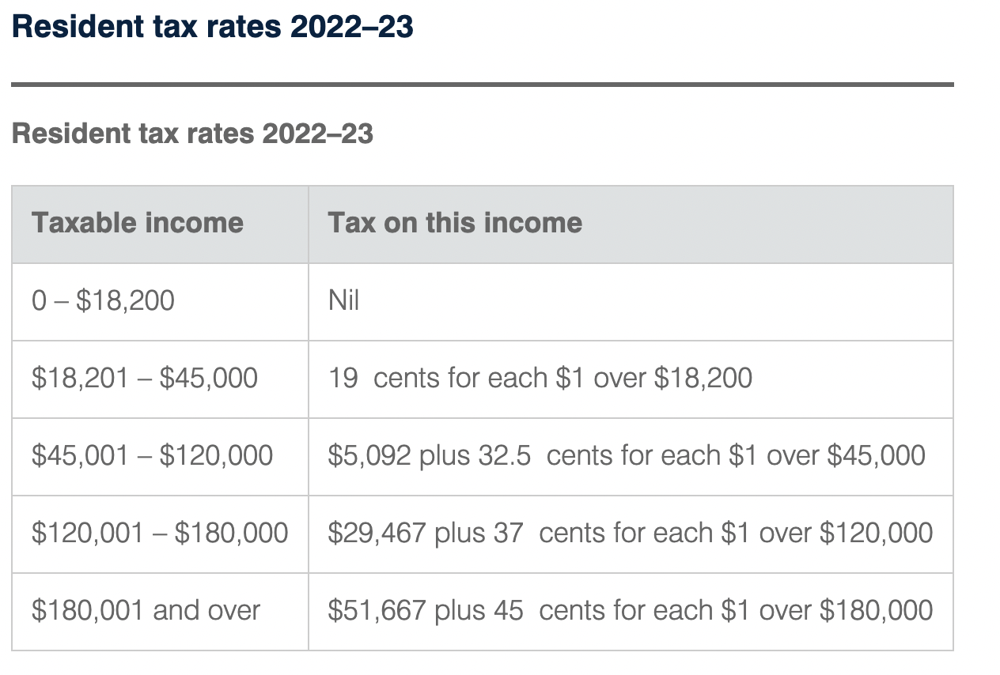 Resident tax rates 2022–23
Resident tax rates 2022–23
Taxable income Tax on this income
0 – $18,200 Nil
$18,201 – $45,000 19 cents for each $1 over $18,200
$45,001 – $120,000 $5,092 plus 32.5 cents for each $1 over $45,000
$120,001 – $180,000 $29,467 plus 37 cents for each $1 over $120,000
$180,001 and over $51,667 plus 45 cents for each $1 over $180,000